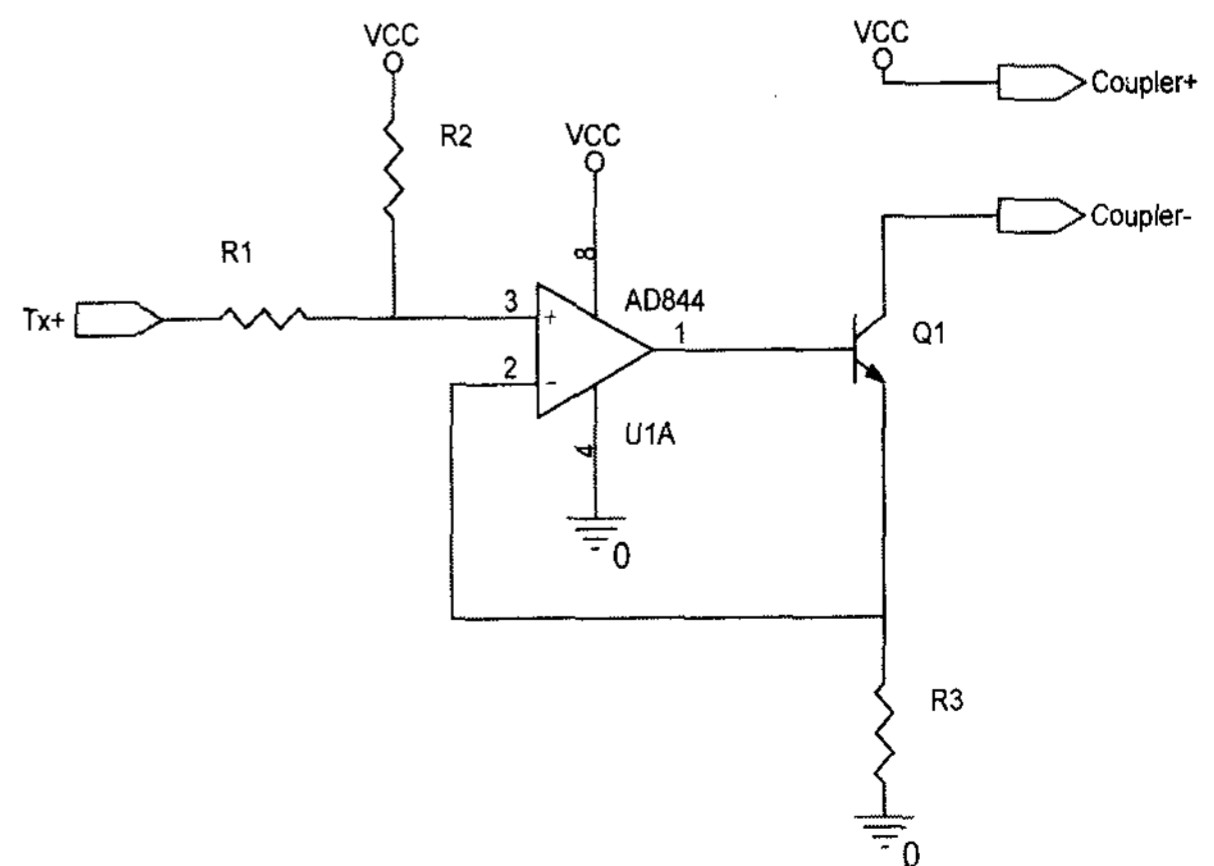 VCC
VCC
Coupler+
R2
VCC
Coupler-
R1
8
AD844
Tx+
3
+
1
Q1
2
-
U1A
4
0
R3
0